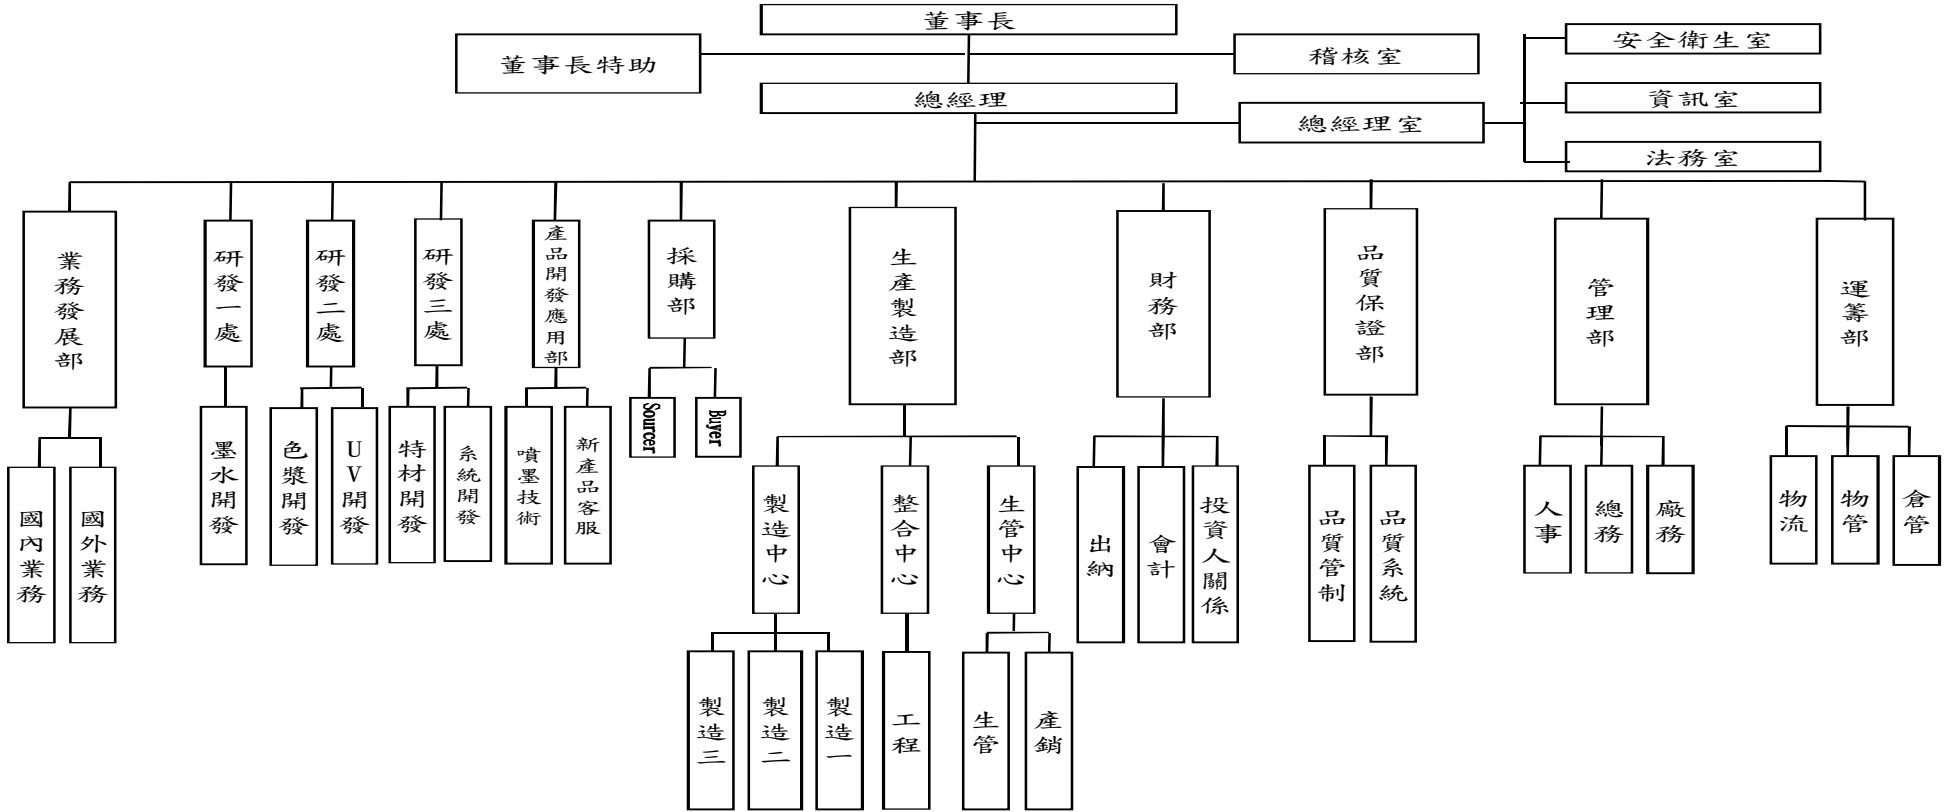 董事長
董事長特助
稽核室
安全衛生室
總經理
資訊室
總經理室
法務室
業務發展部
研發一處
研發二處
研發三處
產品開發應用部
採購部
生產製造部
財務部
品質保證部
管理部
運籌部
Sourcer
Buyer
墨水開發
色漿開發
UV開發
特材開發
系統開發
噴墨技術
新產品客服
國內業務
國外業務
製造中心
整合中心
生管中心
出納
會計
投資人關係
品質管制
品質系統
人事
總務
廠務
物流
物管
倉管
製造三
製造二
製造一
工程
生管
產銷